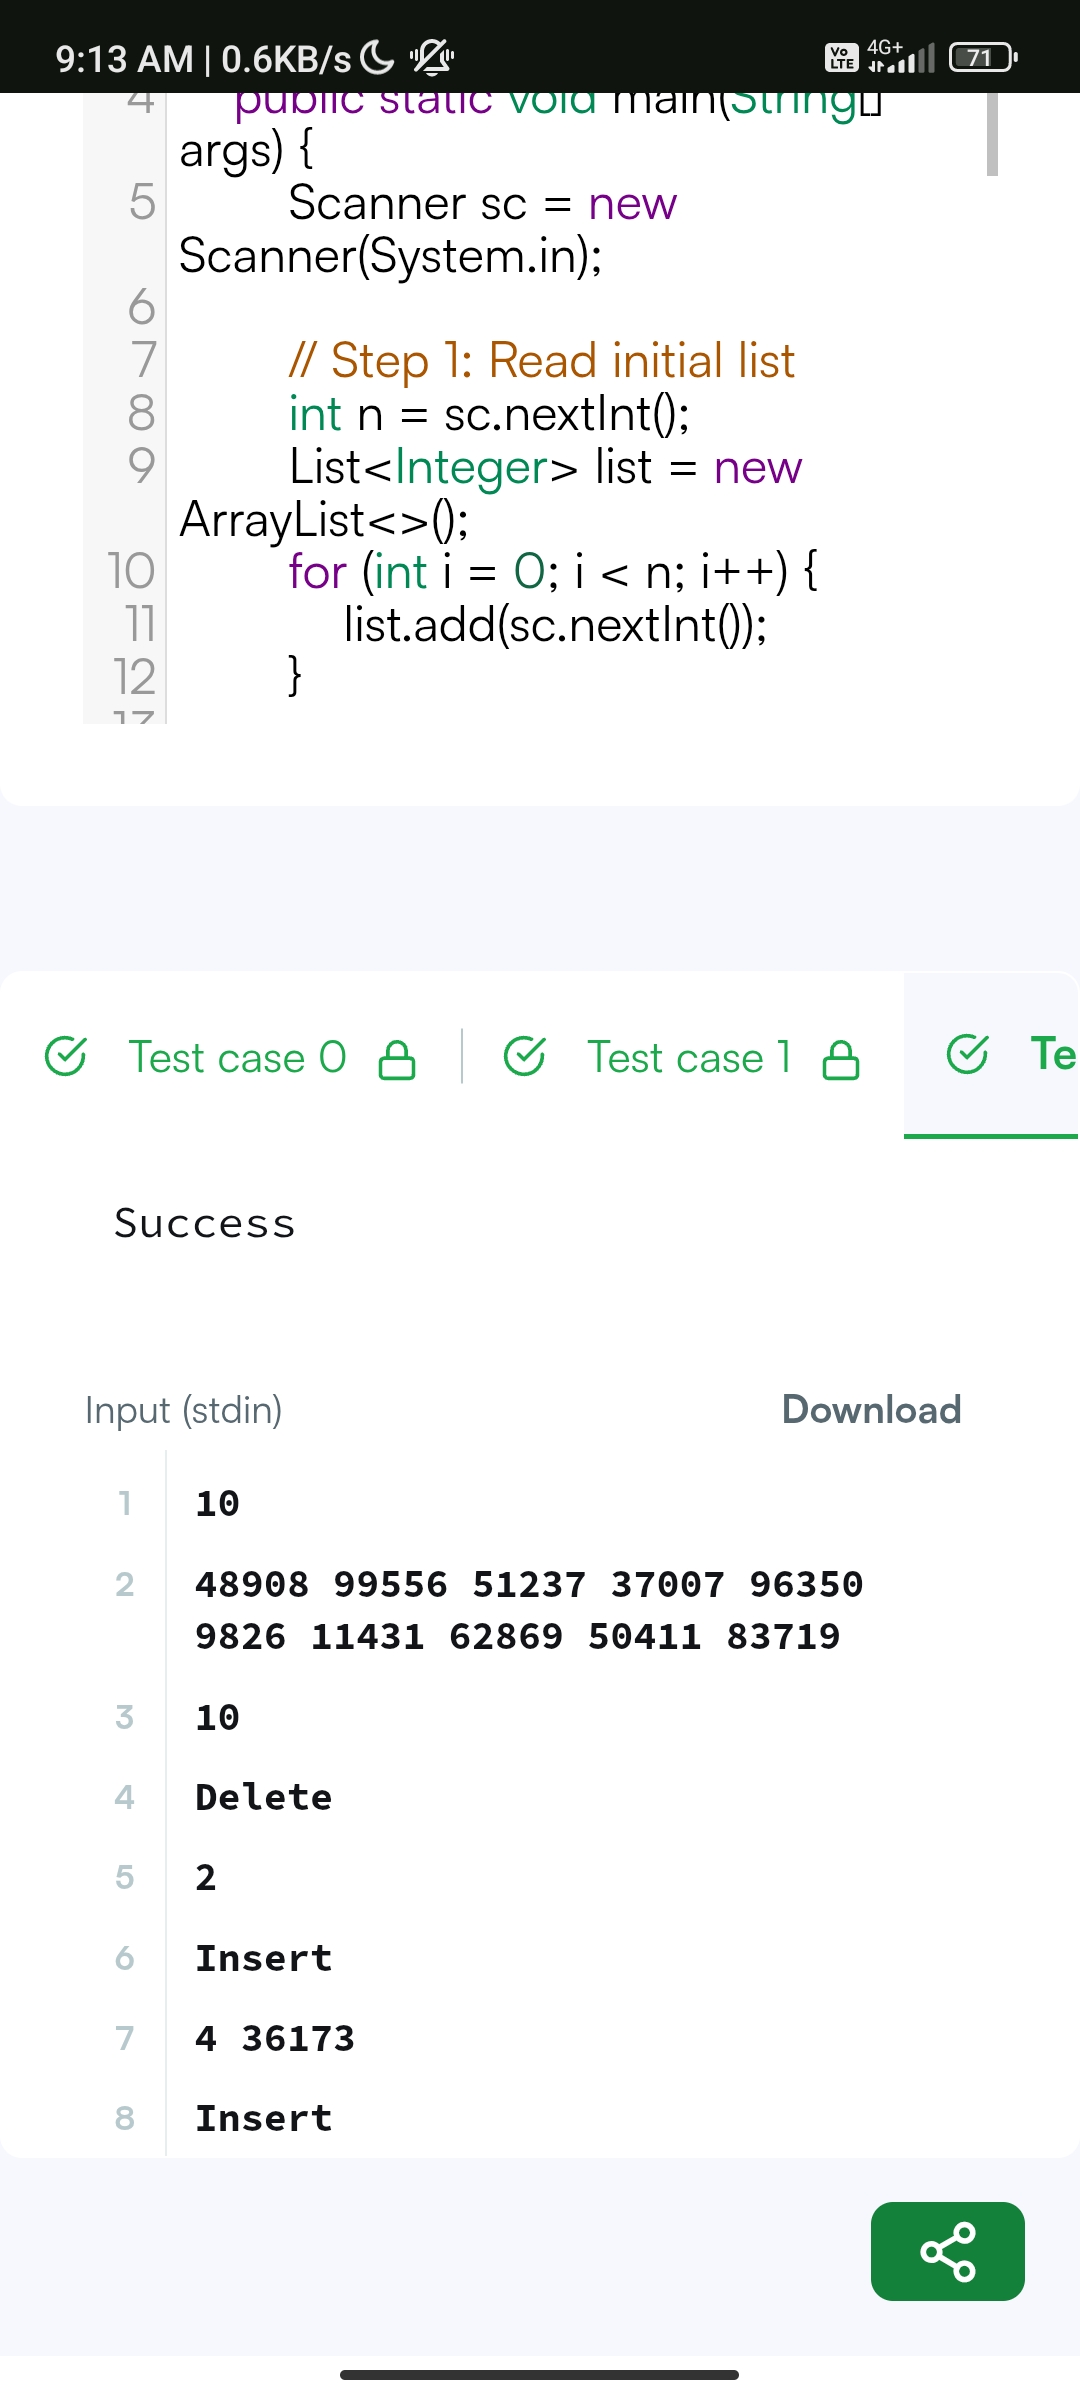 9:13 AM | 0.6KB/s Vo LTE 4G+ 71
4 public static void main(String[]
args) {
5 Scanner sc = new
Scanner(System.in);
6
7 // Step 1: Read initial list
8 int n = sc.nextInt();
9 List<Integer> list = new
ArrayList<>();
10 for (int i = 0; i < n; i++) {
11 list.add(sc.nextInt());
12 }
13
Test case 0 Test case 1 Te
Success
Input (stdin) Download
1 10
2 48908 99556 51237 37007 96350
9826 11431 62869 50411 83719
3 10
4 Delete
5 2
6 Insert
7 4 36173
8 Insert